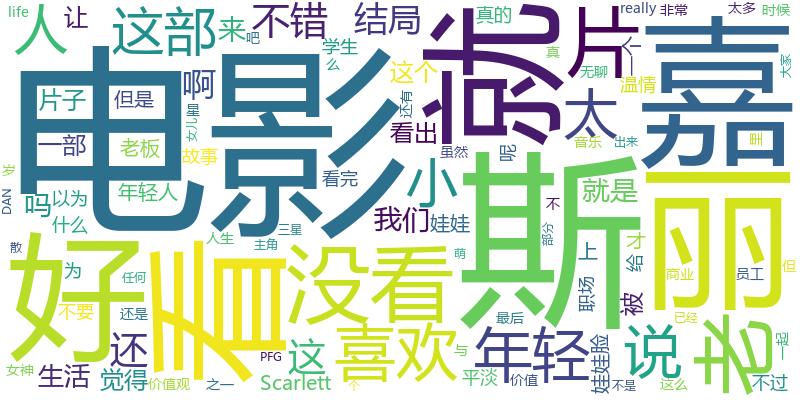 life
人
让
这部
来
不错
吧
结局
学生
么
真的
really
非常
太多
时候
片
一个
真
大家
电影
就
嘉
片子
但是
啊
这个
还有
无聊
温情
太
一部
老板
故事
女儿
星
看出
虽然
呢
音乐
出来
里
岁
DAN
吗
以为
什么
年轻人
看完
小
我们
娃娃
不
就是
斯
丽
好
看
没看
人生
主角
三星
萌
部分
上
给
才
散
为
任何
职场
被
商业
员工
但
不要
还是
还
这
喜欢
最后
年轻
说
老
已经
一起
女神
生活
觉得
PFG
价值观
之一
Scarlett
与
个
平淡
价值
娃娃脸
不是
这么
不过